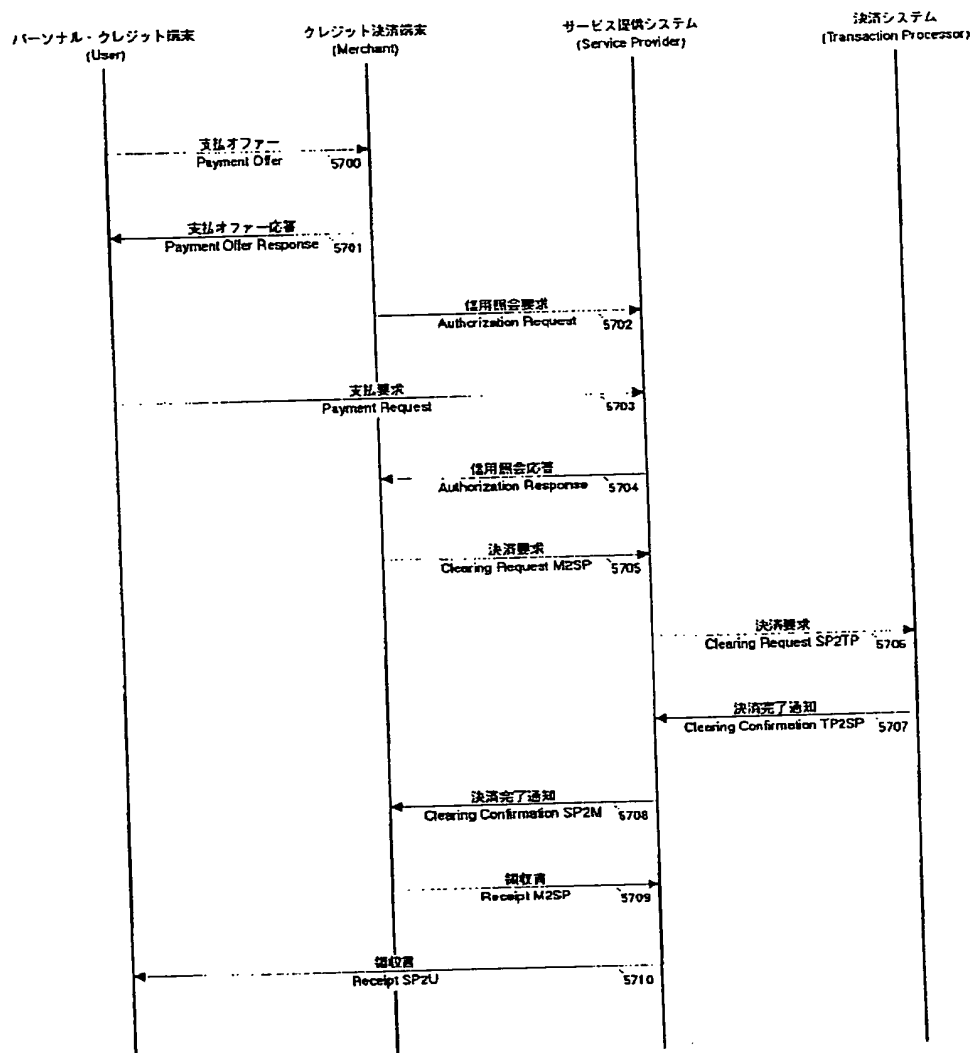 パーソナル・クレジット端末
(User)
クレジット決済端末
(Merchant)
サービス提供システム
(Service Provider)
決済システム
(Transaction Processor)
支払オファー
Payment Offer
5700
支払オファー応答
Payment Offer Response
5701
信用照会要求
Authorization Request
5702
支払要求
Payment Request
5703
信用照会応答
Authorization Response
5704
決済要求
Clearing Request M2SP
5705
決済要求
Clearing Request SP2TP
5706
決済完了通知
Clearing Confirmation TP2SP
5707
決済完了通知
Clearing Confirmation SP2M
5708
領収書
Receipt M2SP
5709
領収書
Receipt SP2U
5710